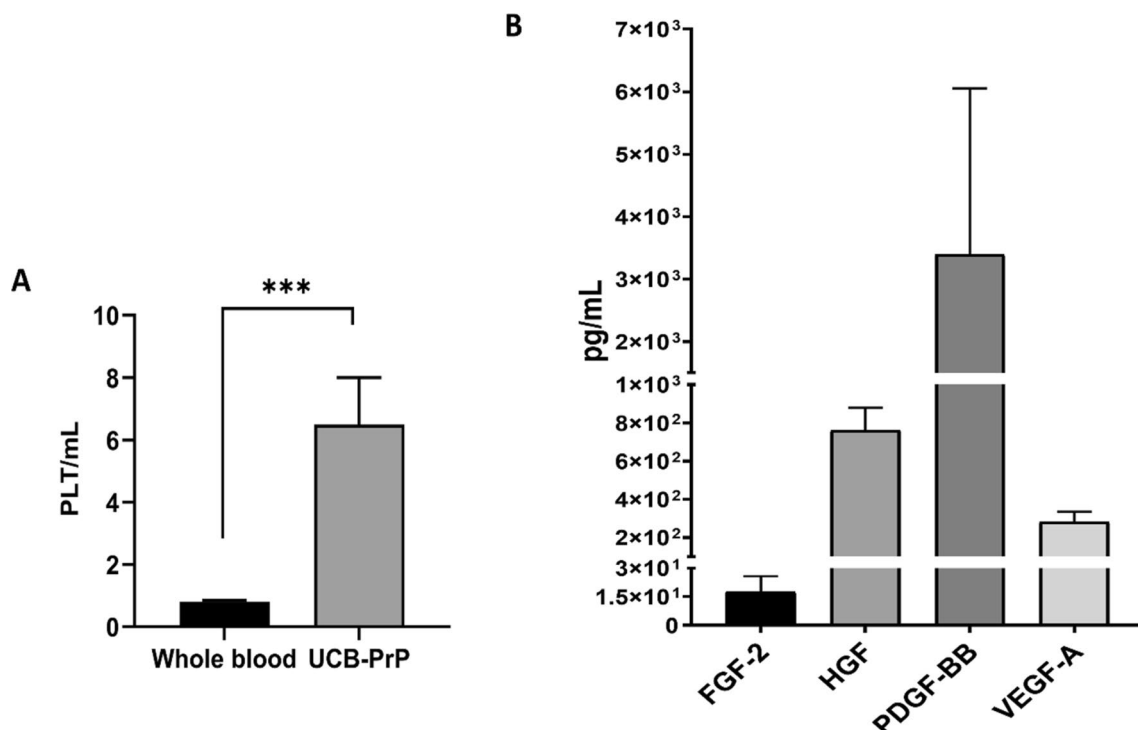 A
***
PLT/mL
10
8
6
4
2
0
Whole blood UCB-PrP
B
pg/mL
7×10³
6×10³
5×10³
4×10³
3×10³
2×10³
1×10³
8×10²
6×10²
4×10²
2×10²
3×10¹
1.5×10¹
0
FGF-2
HGF
PDGF-BB
VEGF-A